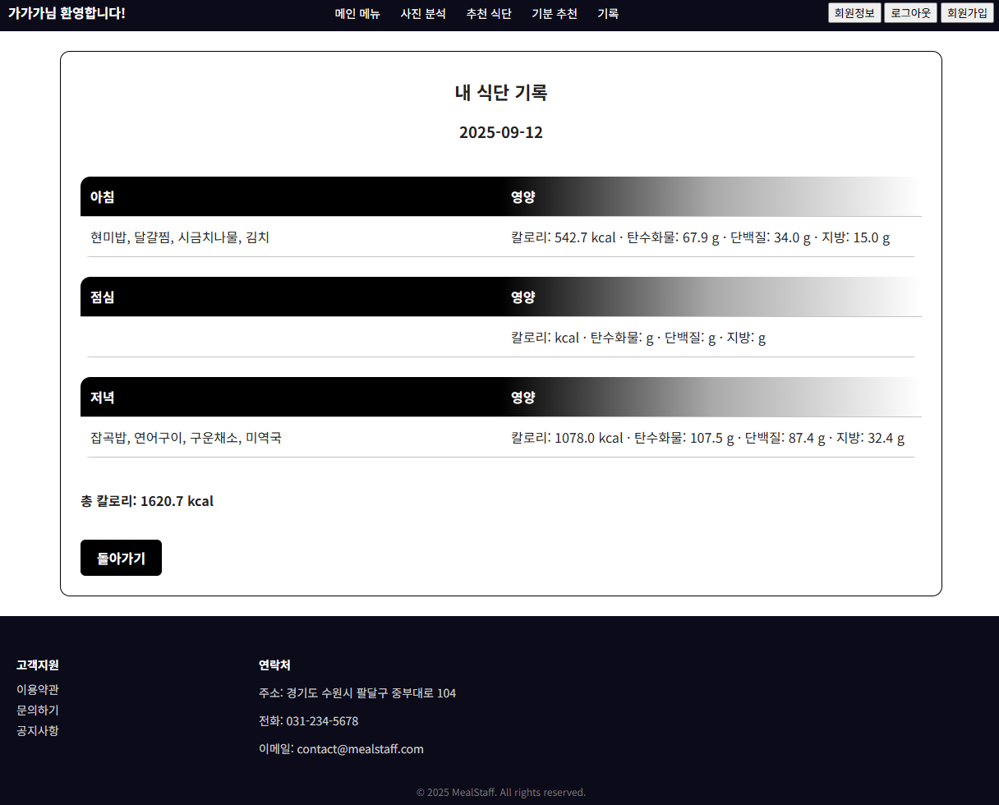 가가가님 환영합니다!
메인 메뉴 사진 분석 추천 식단 기분 추천 기록
회원정보 로그아웃 회원가입
내 식단 기록
2025-09-12
아침 영양
현미밥, 달걀찜, 시금치나물, 김치 칼로리: 542.7 kcal · 탄수화물: 67.9 g · 단백질: 34.0 g · 지방: 15.0 g
점심 영양
칼로리: kcal · 탄수화물: g · 단백질: g · 지방: g
저녁 영양
잡곡밥, 연어구이, 구운채소, 미역국 칼로리: 1078.0 kcal · 탄수화물: 107.5 g · 단백질: 87.4 g · 지방: 32.4 g
총 칼로리: 1620.7 kcal
돌아가기
고객지원
이용약관
문의하기
공지사항
연락처
주소: 경기도 수원시 팔달구 중부대로 104
전화: 031-234-5678
이메일: contact@mealstaff.com
© 2025 MealStaff. All rights reserved.